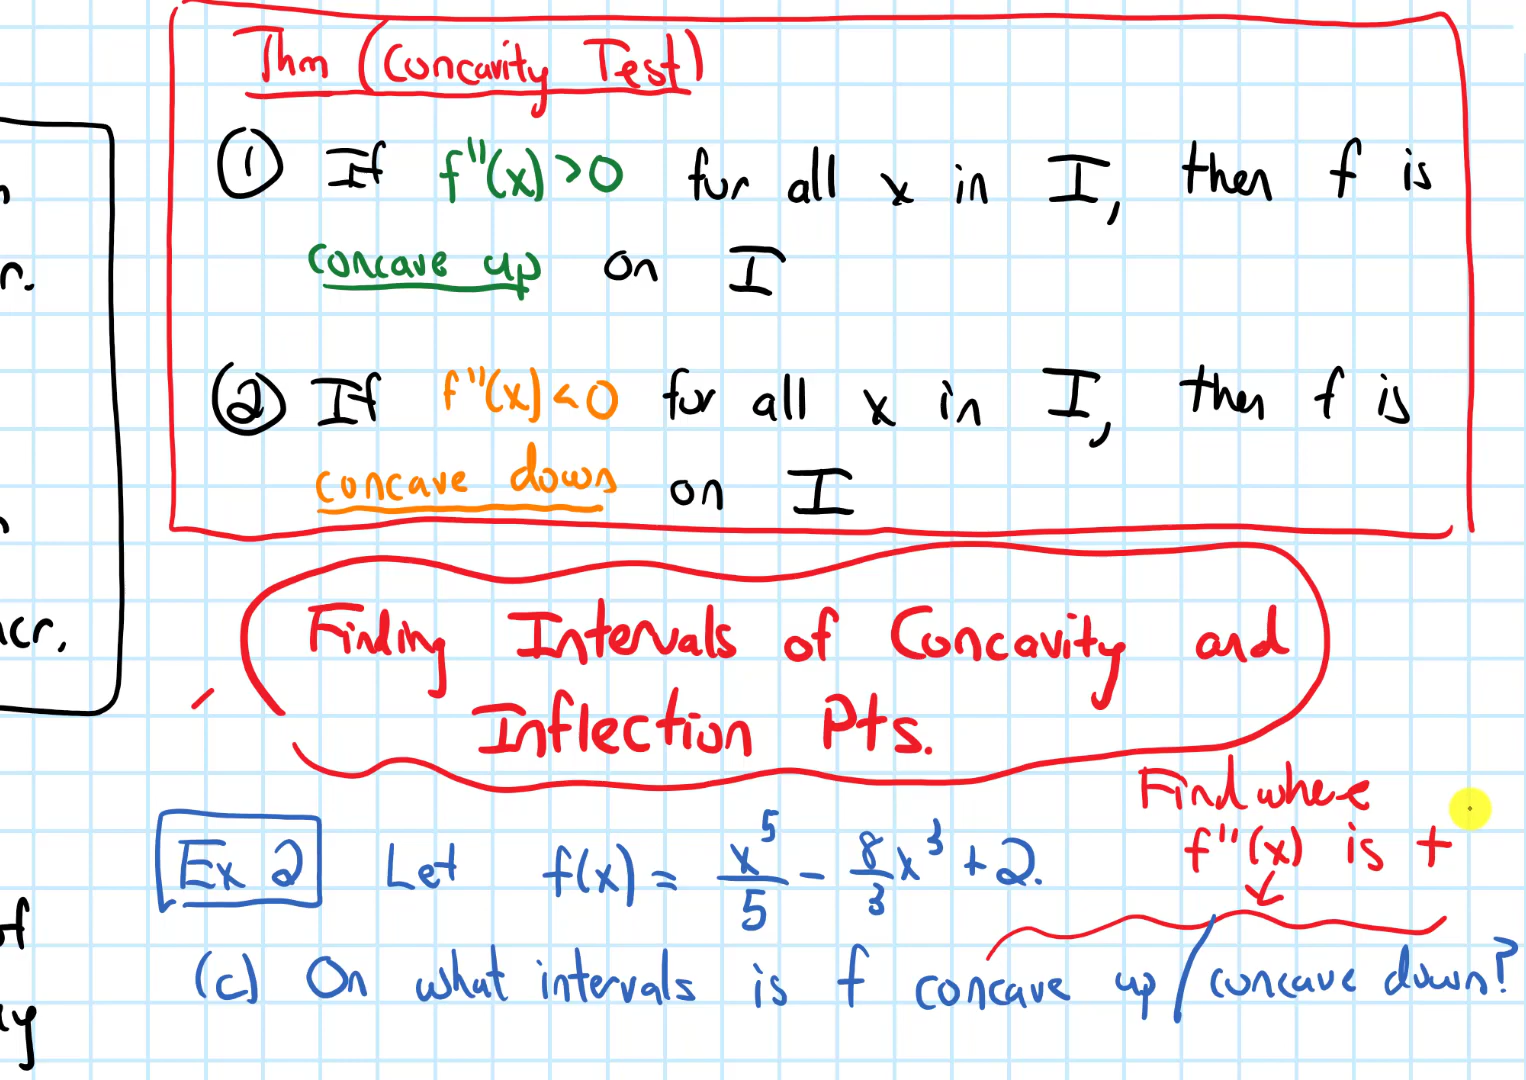 Thm (Concavity Test)
① If f''(x) > 0 for all x in I, then f is
concave up on I
② If f''(x) < 0 for all x in I, then f is
concave down on I
Finding Intervals of Concavity and
Inflection Pts.
Find where
f''(x) is +
Ex 2 Let f(x) = x^5/5 - 8/3 x^3 + 2.
(c) On what intervals is f concave up / concave down?